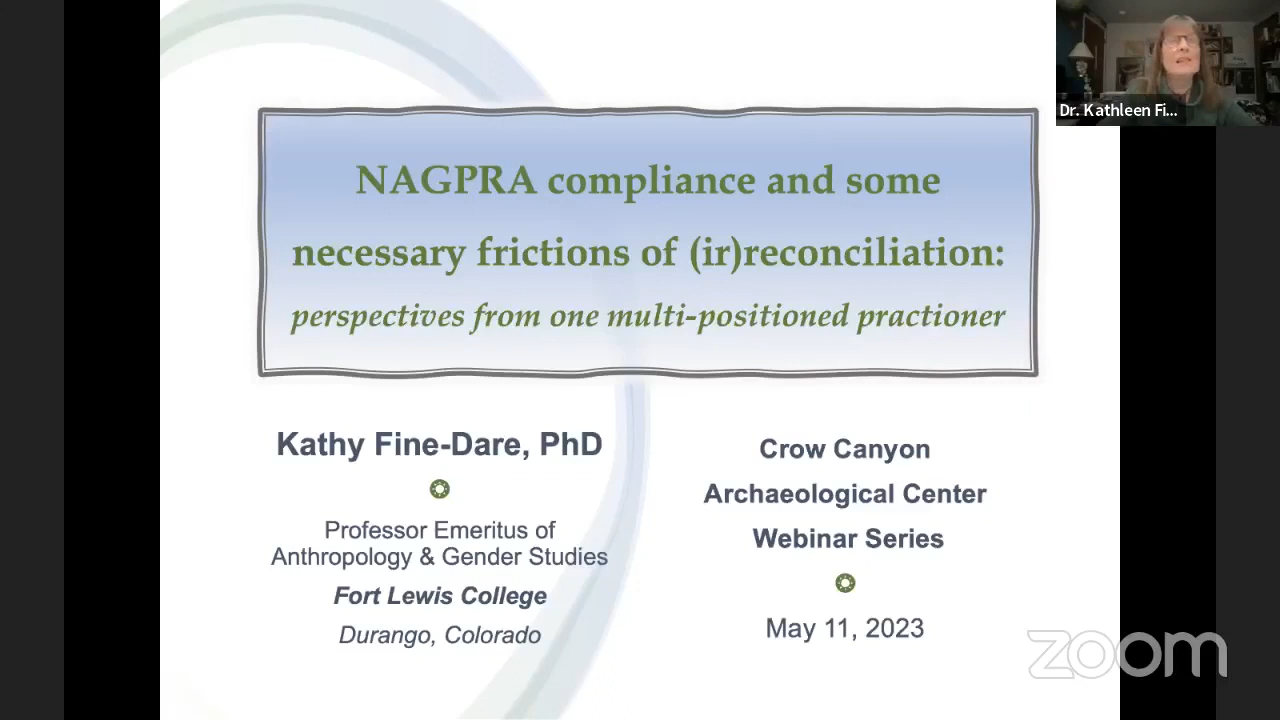 NAGPRA compliance and some
necessary frictions of (ir)reconciliation:
perspectives from one multi-positioned practioner
Kathy Fine-Dare, PhD
Professor Emeritus of
Anthropology & Gender Studies
Fort Lewis College
Durango, Colorado
Crow Canyon
Archaeological Center
Webinar Series
May 11, 2023
Dr. Kathleen Fi...
zoom